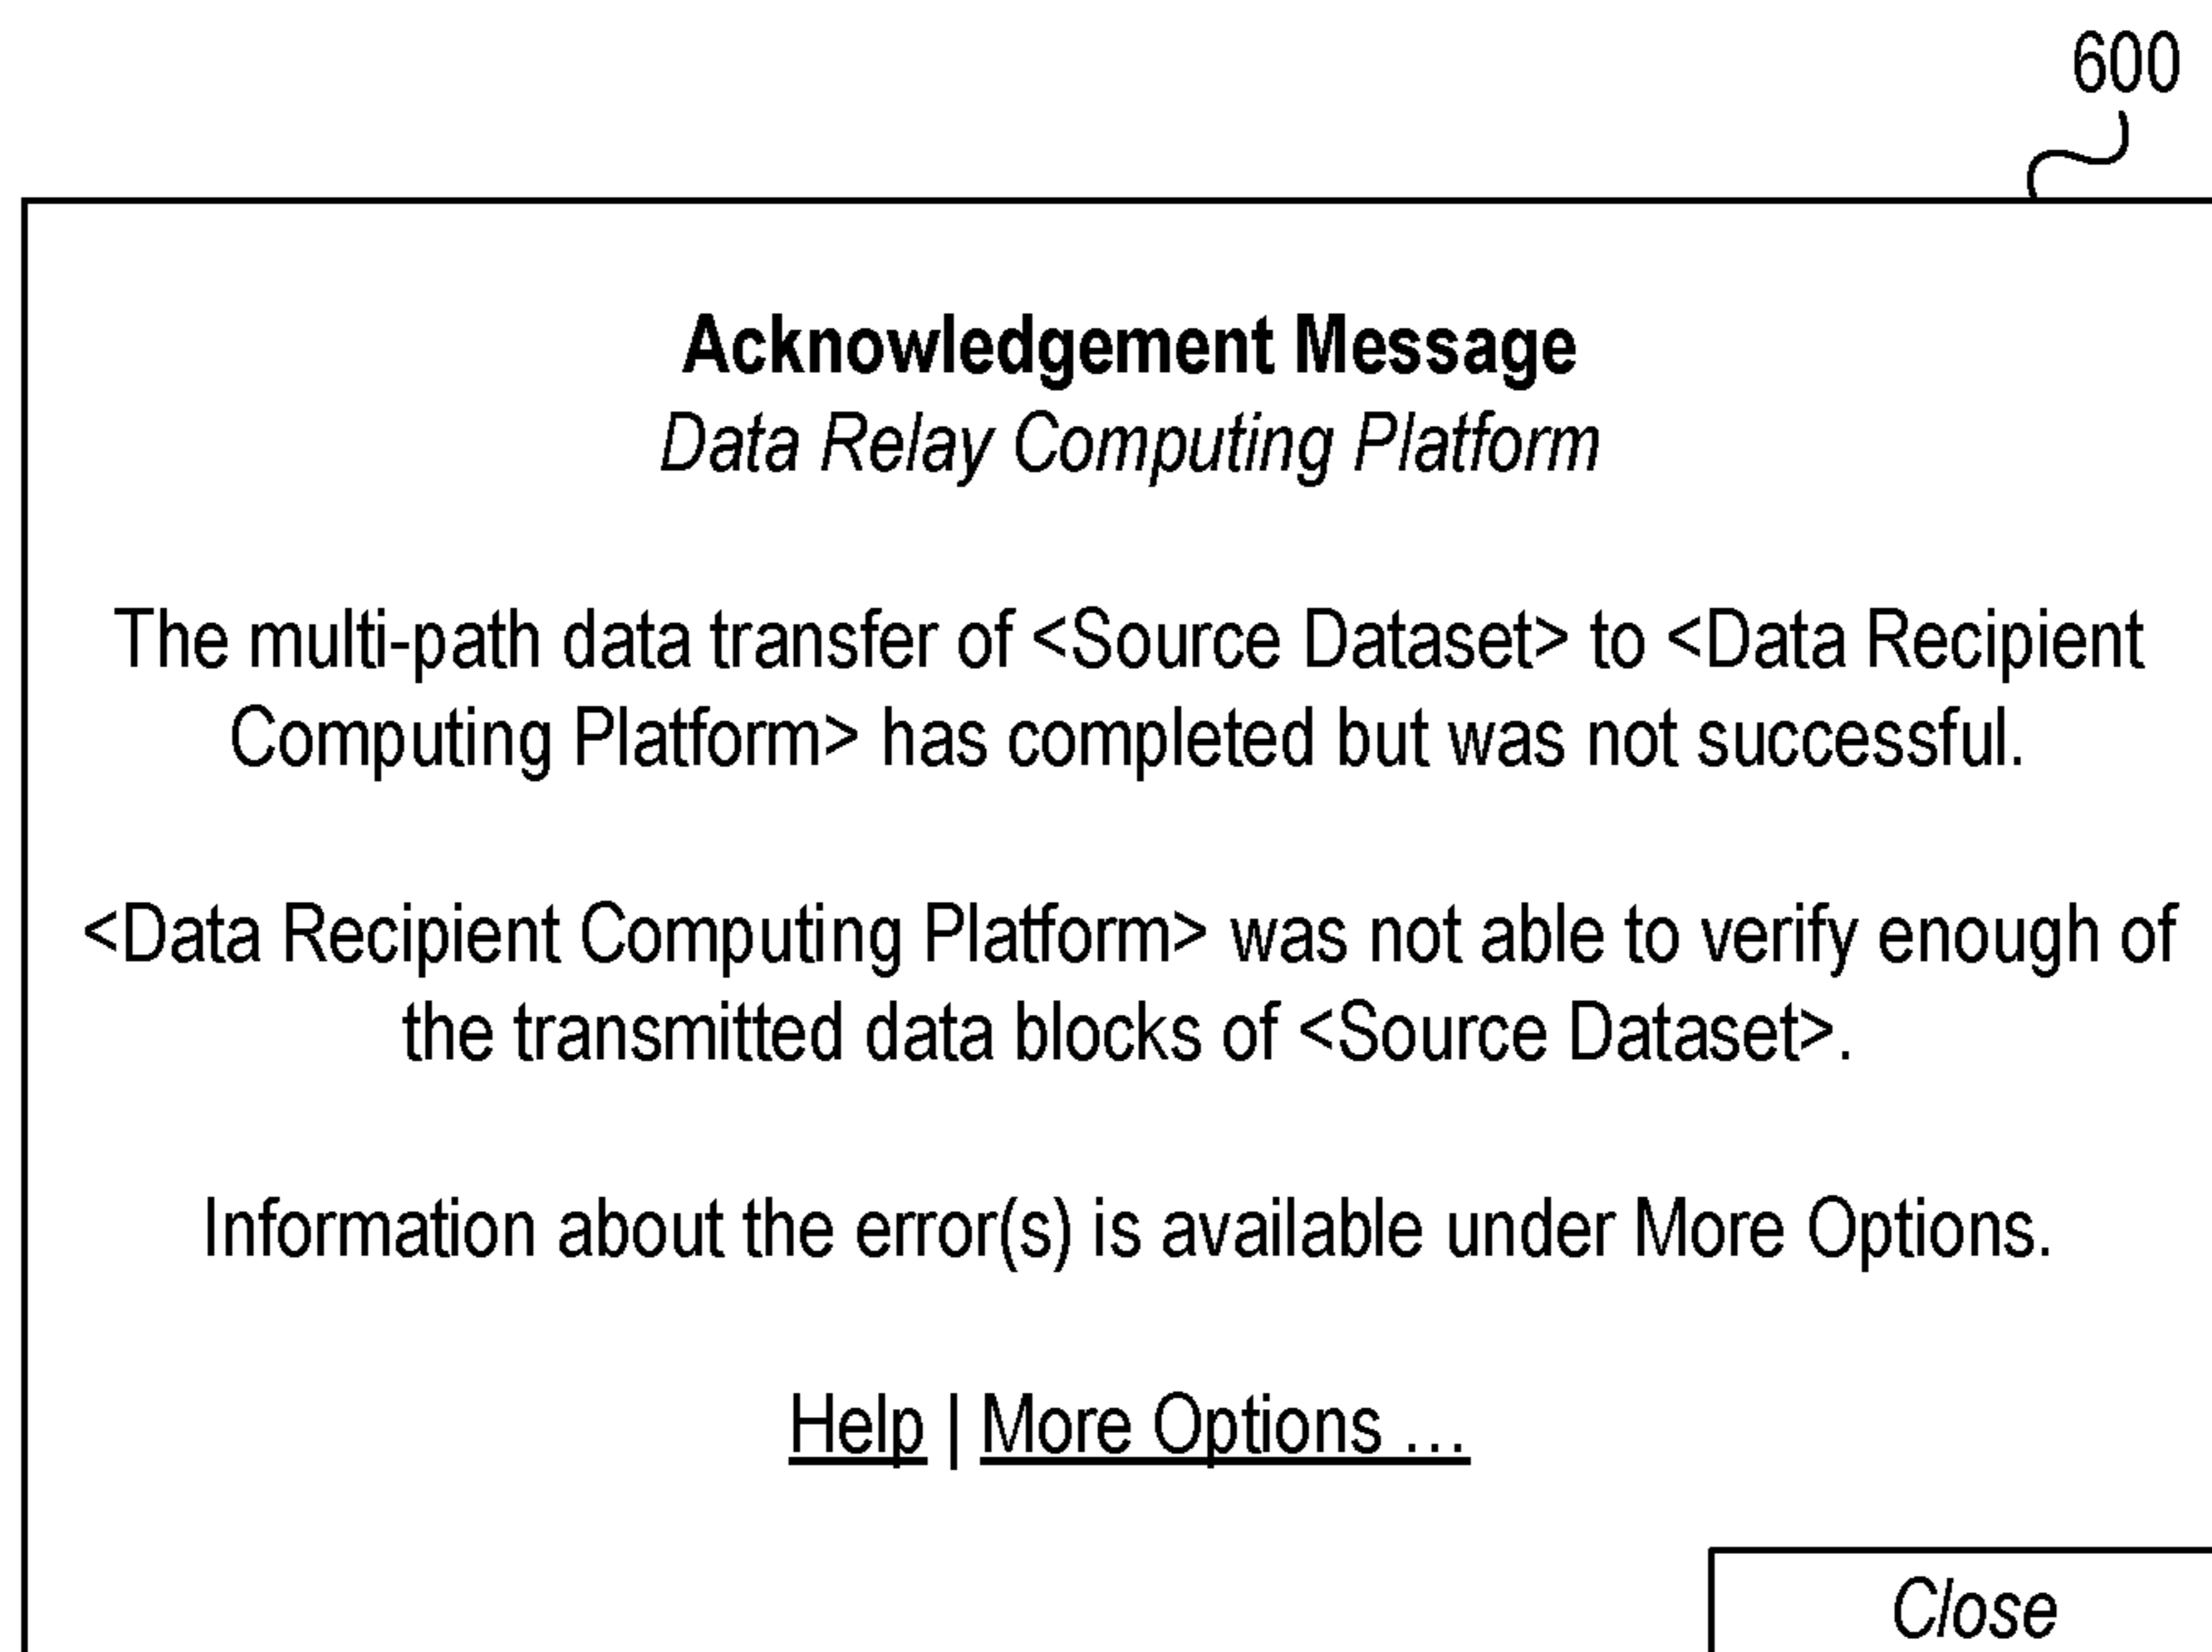 600
Acknowledgement Message
Data Relay Computing Platform
The multi-path data transfer of <Source Dataset> to <Data Recipient
Computing Platform> has completed but was not successful.
<Data Recipient Computing Platform> was not able to verify enough of
the transmitted data blocks of <Source Dataset>.
Information about the error(s) is available under More Options.
Help | More Options ...
Close